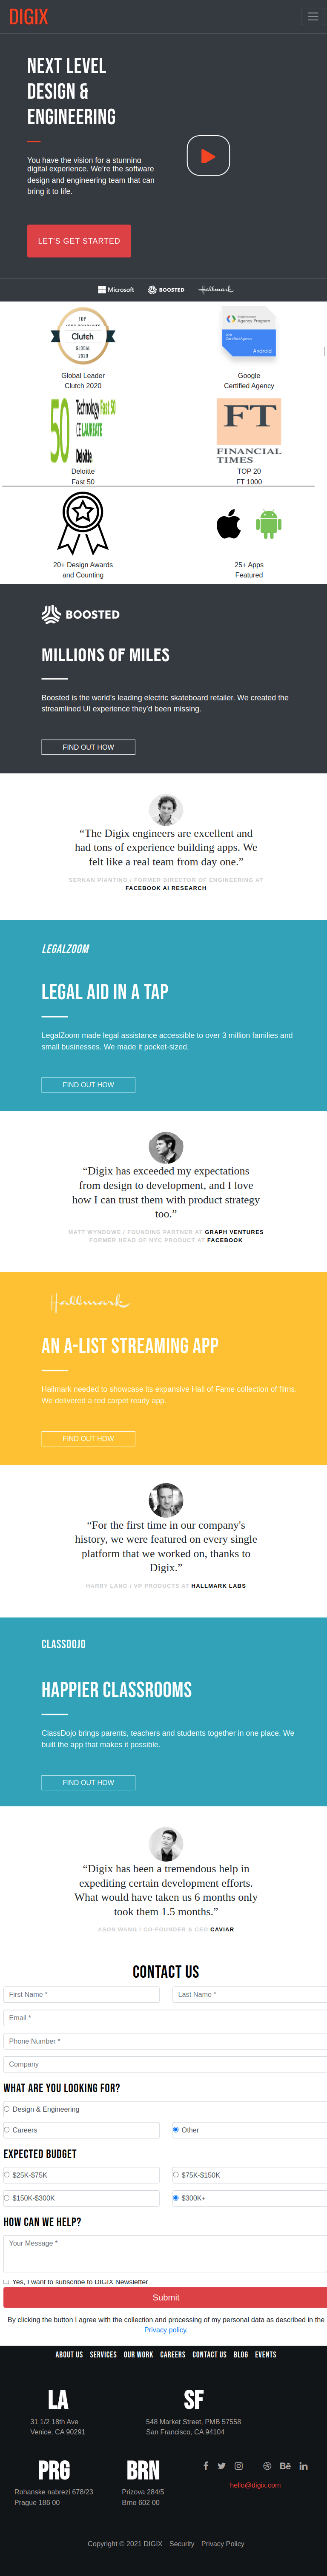 DIGIX
NEXT LEVEL
DESIGN &
ENGINEERING
You have the vision for a stunning
digital experience. We're the software
design and engineering team that can
bring it to life.
LET'S GET STARTED
Microsoft BOOSTED Hallmark
TOP
Clutch
GLOBAL
2020
Google Developers
Agency Program
Certified Agency
Android
Global Leader
Clutch 2020
Google
Certified Agency
50 Technology Fast 50
CE LAUREATE
Deloitte
FT
FINANCIAL
TIMES
Deloitte
Fast 50
TOP 20
FT 1000
20+ Design Awards
and Counting
25+ Apps
Featured
BOOSTED
MILLIONS OF MILES
Boosted is the world's leading electric skateboard retailer. We created the
streamlined UI experience they'd been missing.
FIND OUT HOW
“The Digix engineers are excellent and
had tons of experience building apps. We
felt like a real team from day one.”
SERKAN PIANTINO / FORMER DIRECTOR OF ENGINEERING AT
FACEBOOK AI RESEARCH
LEGALZOOM
LEGAL AID IN A TAP
LegalZoom made legal assistance accessible to over 3 million families and
small businesses. We made it pocket-sized.
FIND OUT HOW
“Digix has exceeded my expectations
from design to development, and I love
how I can trust them with product strategy
too.”
MATT WYNDOWE / FOUNDING PARTNER AT GRAPH VENTURES
FORMER HEAD OF NYC PRODUCT AT FACEBOOK
Hallmark
AN A-LIST STREAMING APP
Hallmark needed to showcase its expansive Hall of Fame collection of films.
We delivered a red carpet ready app.
FIND OUT HOW
“For the first time in our company's
history, we were featured on every single
platform that we worked on, thanks to
Digix.”
HARRY LAND / VP PRODUCTS AT HALLMARK LABS
CLASSDOJO
HAPPIER CLASSROOMS
ClassDojo brings parents, teachers and students together in one place. We
built the app that makes it possible.
FIND OUT HOW
“Digix has been a tremendous help in
expediting certain development efforts.
What would have taken us 6 months only
took them 1.5 months.”
ASON WANG / CO-FOUNDER & CEO CAVIAR
CONTACT US
First Name * Last Name *
Email *
Phone Number *
Company
WHAT ARE YOU LOOKING FOR?
Design & Engineering
Careers Other
EXPECTED BUDGET
$25K-$75K $75K-$150K
$150K-$300K $300K+
HOW CAN WE HELP?
Your Message *
Yes, I want to subscribe to DIGIX Newsletter
Submit
By clicking the button I agree with the collection and processing of my personal data as described in the
Privacy policy.
ABOUT US SERVICES OUR WORK CAREERS CONTACT US BLOG EVENTS
LA SF
31 1/2 18th Ave
Venice, CA 90291
548 Market Street, PMB 57558
San Francisco, CA 94104
PRG BRN
Rohanske nabrezi 678/23
Prague 186 00
Prizova 284/5
Brno 602 00
hello@digix.com
Copyright © 2021 DIGIX Security Privacy Policy